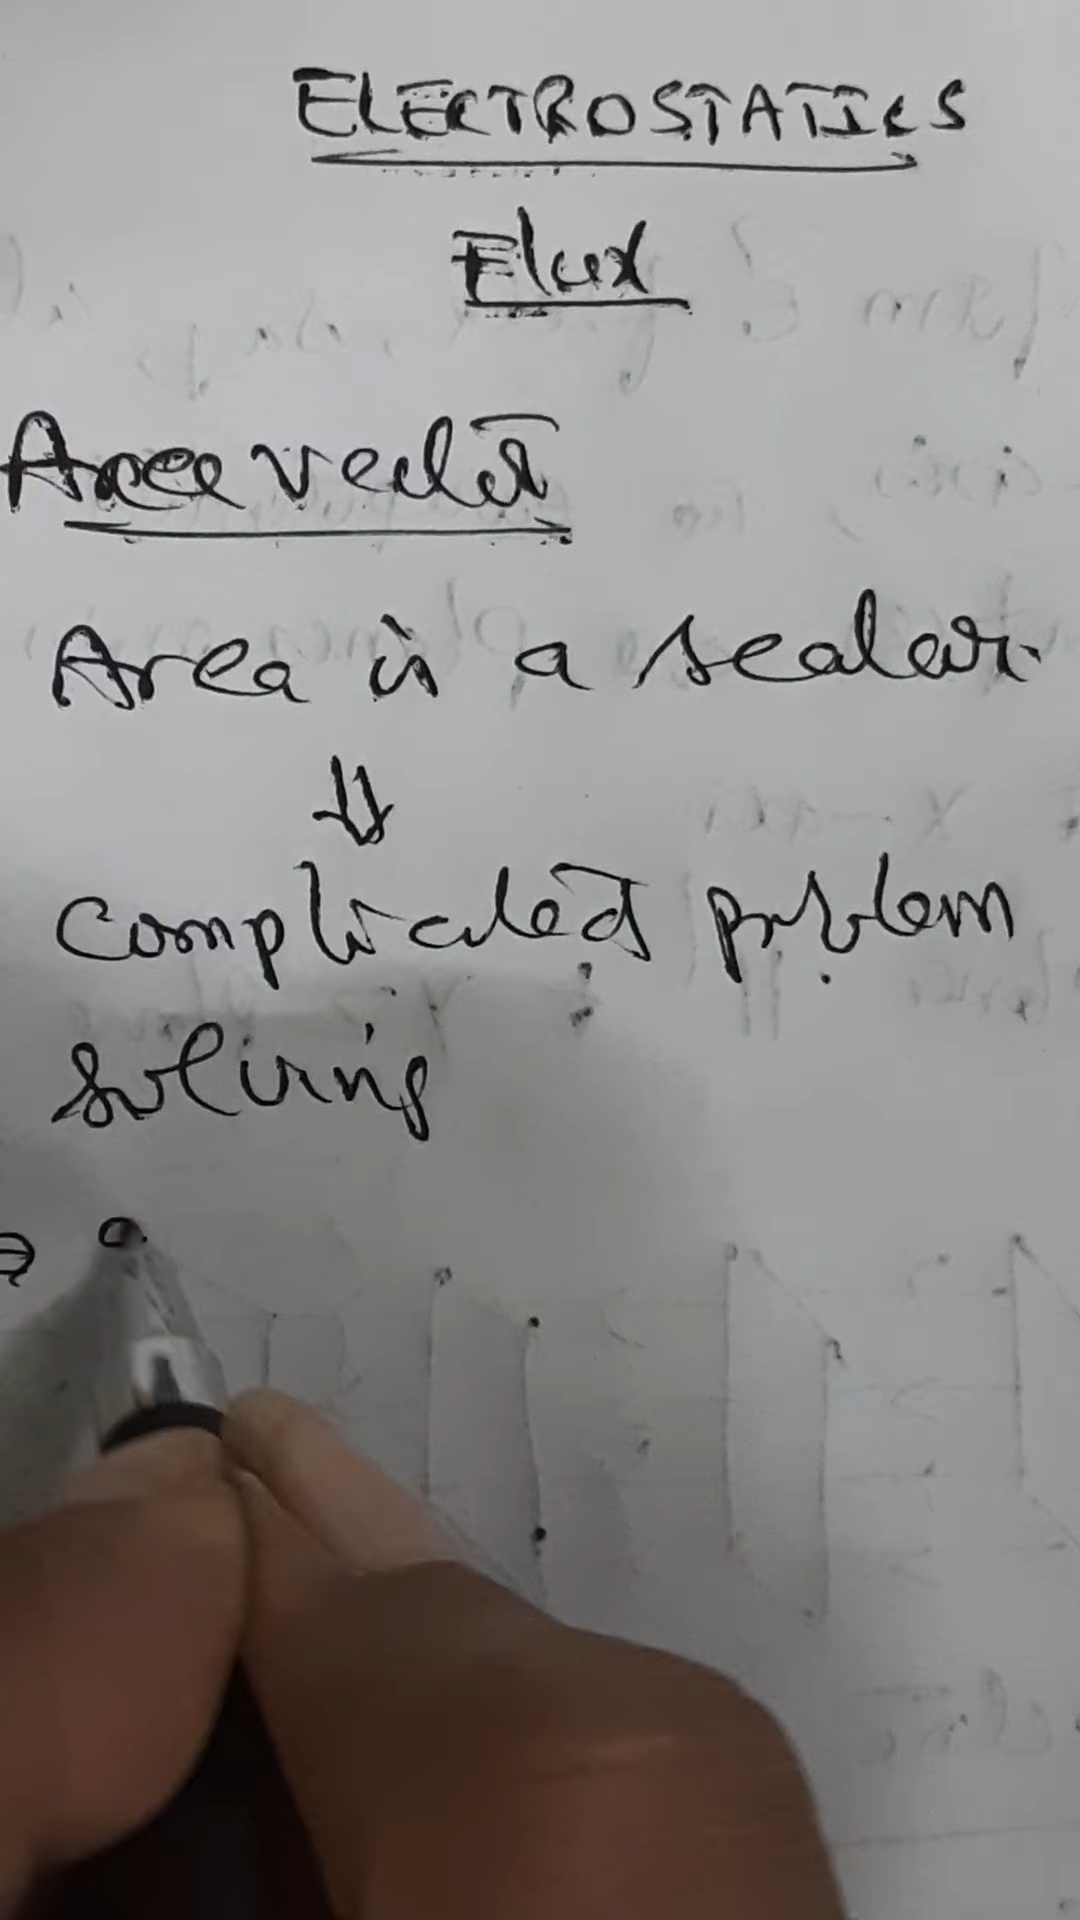 ELECTROSTATICS
Flux
Area vector
Area is a scalar.
⇓
complicated problem
solving